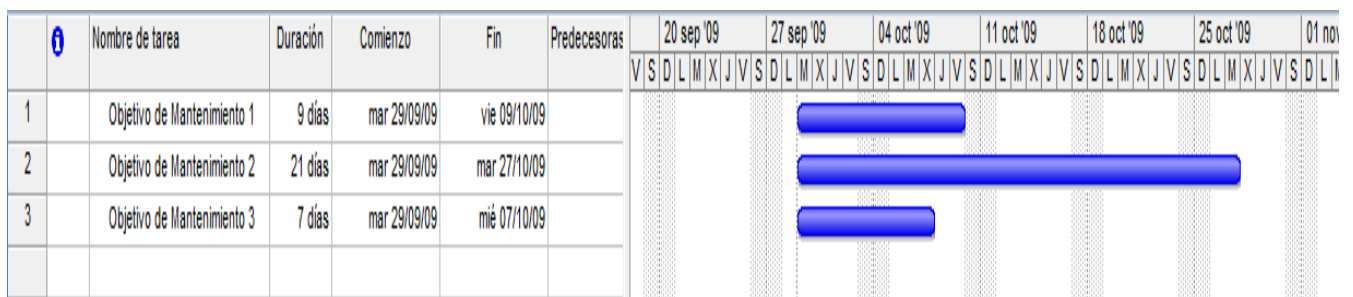 Nombre de tarea Duración Comienzo Fin Predecesoras 20 sep '09 27 sep '09 04 oct '09 11 oct '09 18 oct '09 25 oct '09 01 nov
V S D L M X J V S D L M X J V S D L M X J V S D L M X J V S D L M X J V S D L M X J V S D L M
1 Objetivo de Mantenimiento 1 9 días mar 29/09/09 vie 09/10/09
2 Objetivo de Mantenimiento 2 21 días mar 29/09/09 mar 27/10/09
3 Objetivo de Mantenimiento 3 7 días mar 29/09/09 mié 07/10/09